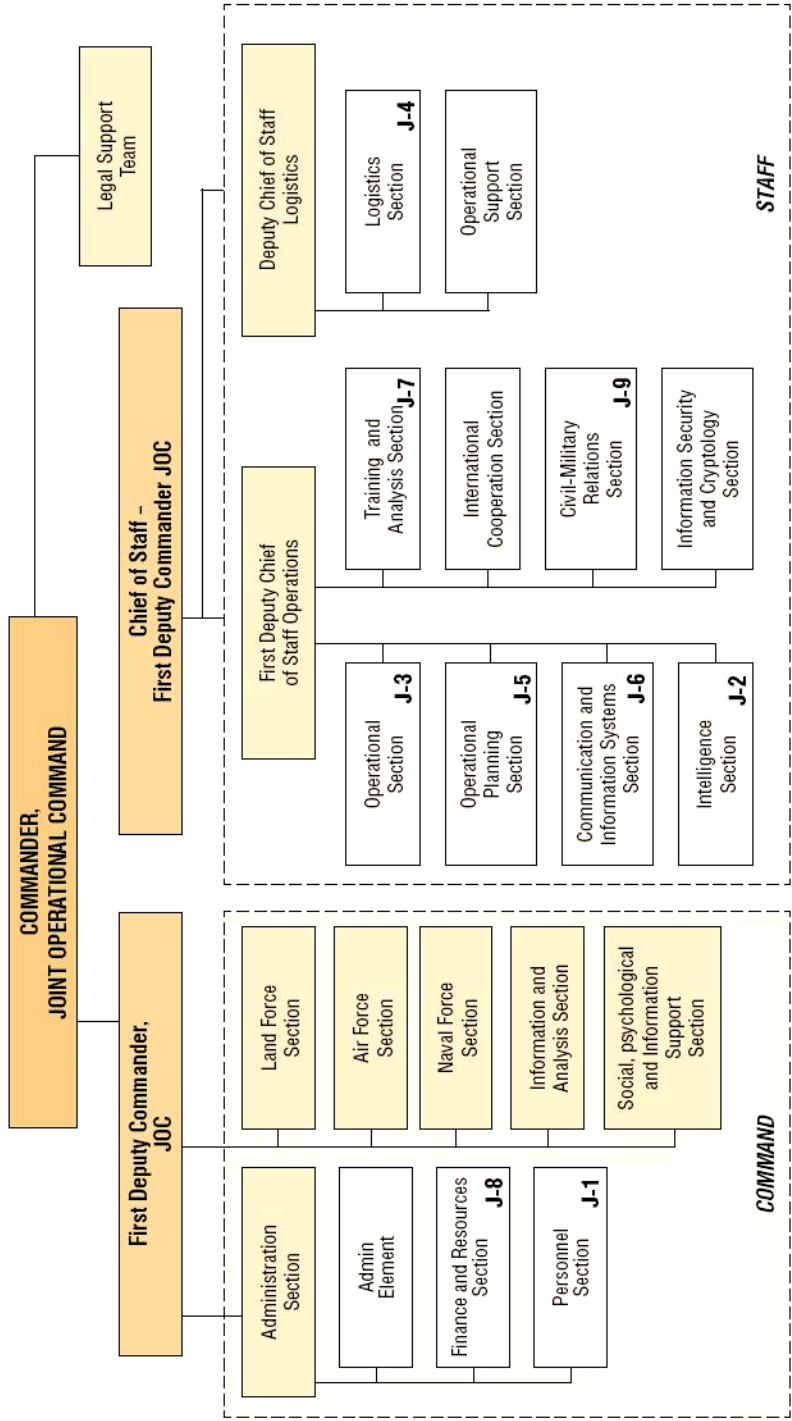 COMMANDER,
JOINT OPERATIONAL COMMAND
Legal Support
Team
First Deputy Commander,
JOC
Chief of Staff –
First Deputy Commander JOC
Administration
Section
Admin
Element
Finance and Resources
Section
J-8
Personnel
Section
J-1
Land Force
Section
Air Force
Section
Naval Force
Section
Information and
Analysis Section
Social, psychological
and Information
Support
Section
COMMAND
First Deputy Chief
of Staff Operations
Operational
Section
J-3
Operational
Planning
Section
J-5
Communication and
Information Systems
Section
J-6
Intelligence
Section
J-2
Training and
Analysis Section
J-7
International
Cooperation Section
Civil-Military
Relations
Section
J-9
Information Security
and Cryptology
Section
Deputy Chief of Staff
Logistics
Logistics
Section
J-4
Operational
Support
Section
STAFF